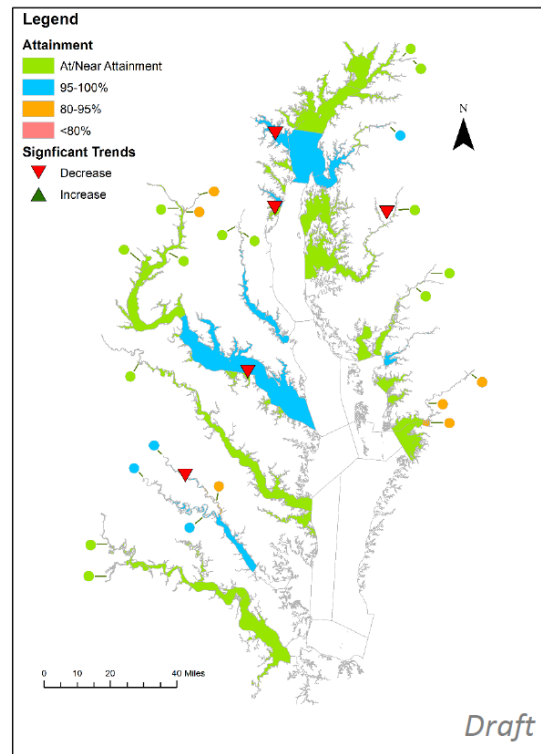 Legend
Attainment
At/Near Attainment
95-100%
80-95%
<80%
Signficant Trends
Decrease
Increase
N
0 20 40 Miles
Draft